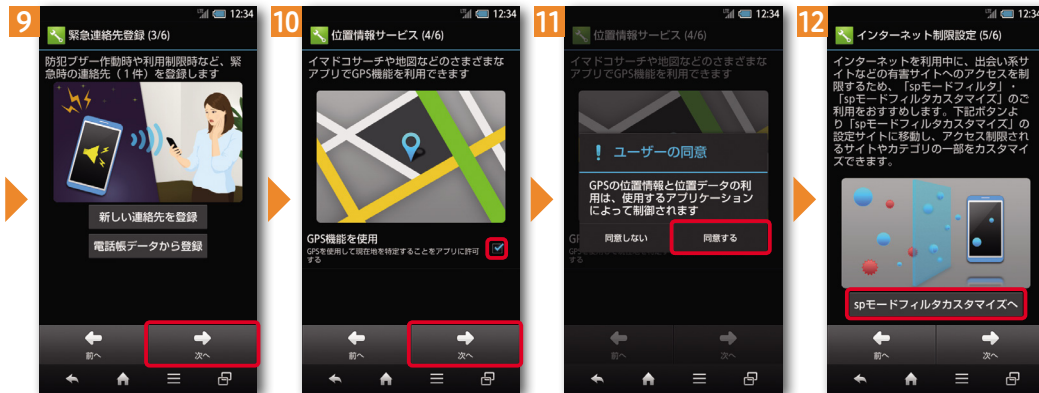 9
12:34
緊急連絡先登録 (3/6)
防犯ブザー作動時や利用制限時など、緊
急時の連絡先（１件）を登録します
新しい連絡先を登録
電話帳データから登録
前へ
次へ
10
12:34
位置情報サービス (4/6)
イマドコサーチや地図などのさまざまな
アプリでGPS機能を利用できます
GPS機能を使用
GPSを使用して現在地を特定することをアプリに許可
する
前へ
次へ
11
12:34
位置情報サービス (4/6)
イマドコサーチや地図などのさまざまな
アプリでGPS機能を利用できます
ユーザーの同意
GPSの位置情報と位置データの利
用は、使用するアプリケーション
によって制御されます
同意しない
同意する
する
前へ
次へ
12
12:34
インターネット制限設定 (5/6)
インターネットを利用中に、出会い系サ
イトなどの有害サイトへのアクセスを制
限するため、「spモードフィルタ」・
「spモードフィルタカスタマイズ」のご
利用をおすすめします。下記ボタンよ
り「spモードフィルタカスタマイズ」の
設定サイトに移動し、アクセス制限され
るサイトやカテゴリの一部をカスタマイ
ズできます。
spモードフィルタカスタマイズへ
前へ
次へ